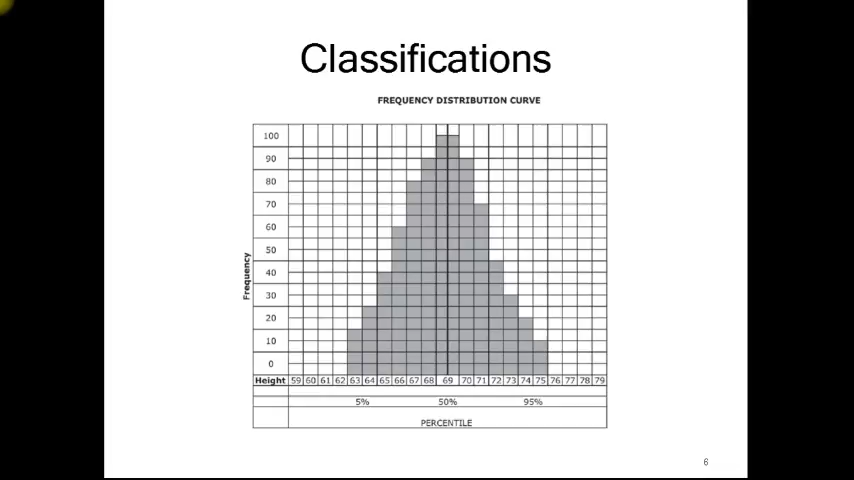 Classifications
FREQUENCY DISTRIBUTION CURVE
100
90
80
70
60
50
40
30
20
10
0
Frequency
Height 59 60 61 62 63 64 65 66 67 68 69 70 71 72 73 74 75 76 77 78 79
5% 50% 95%
PERCENTILE
6